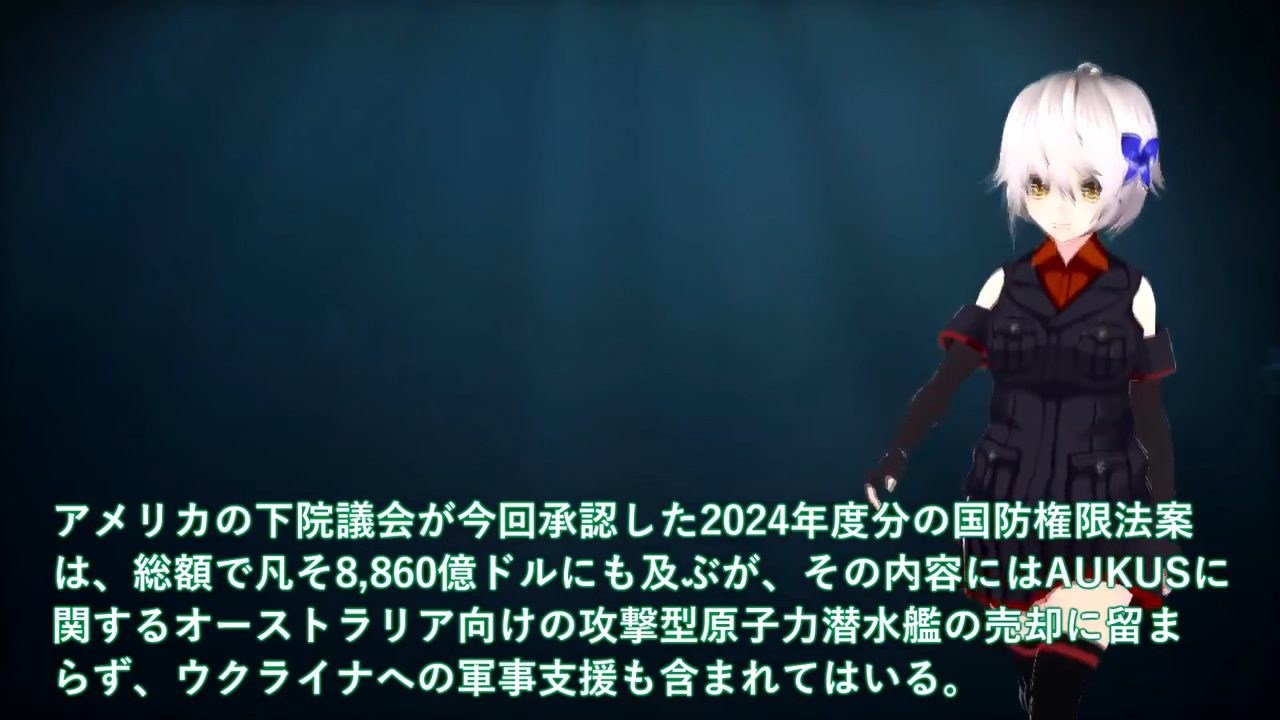 アメリカの下院議会が今回承認した2024年度分の国防権限法案
は、総額で凡そ8,860億ドルにも及ぶが、その内容にはAUKUSに
関するオーストラリア向けの攻撃型原子力潜水艦の売却に留ま
らず、ウクライナへの軍事支援も含まれてはいる。